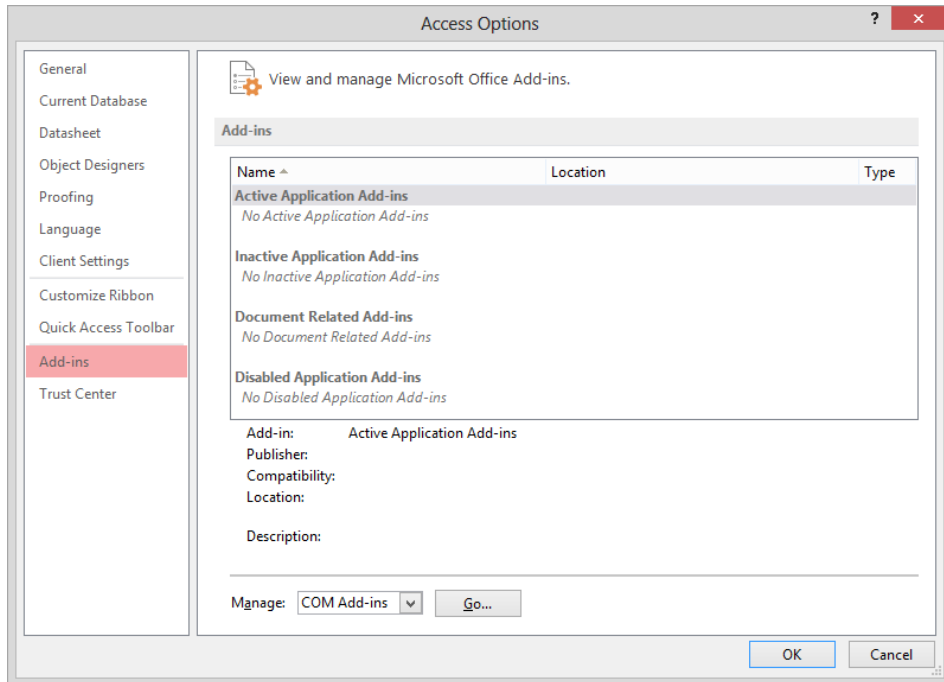 Access Options
?
General
Current Database
Datasheet
Object Designers
Proofing
Language
Client Settings
Customize Ribbon
Quick Access Toolbar
Add-ins
Trust Center
View and manage Microsoft Office Add-ins.
Add-ins
Name Location Type
Active Application Add-ins
No Active Application Add-ins
Inactive Application Add-ins
No Inactive Application Add-ins
Document Related Add-ins
No Document Related Add-ins
Disabled Application Add-ins
No Disabled Application Add-ins
Add-in: Active Application Add-ins
Publisher:
Compatibility:
Location:
Description:
Manage: COM Add-ins Go...
OK Cancel